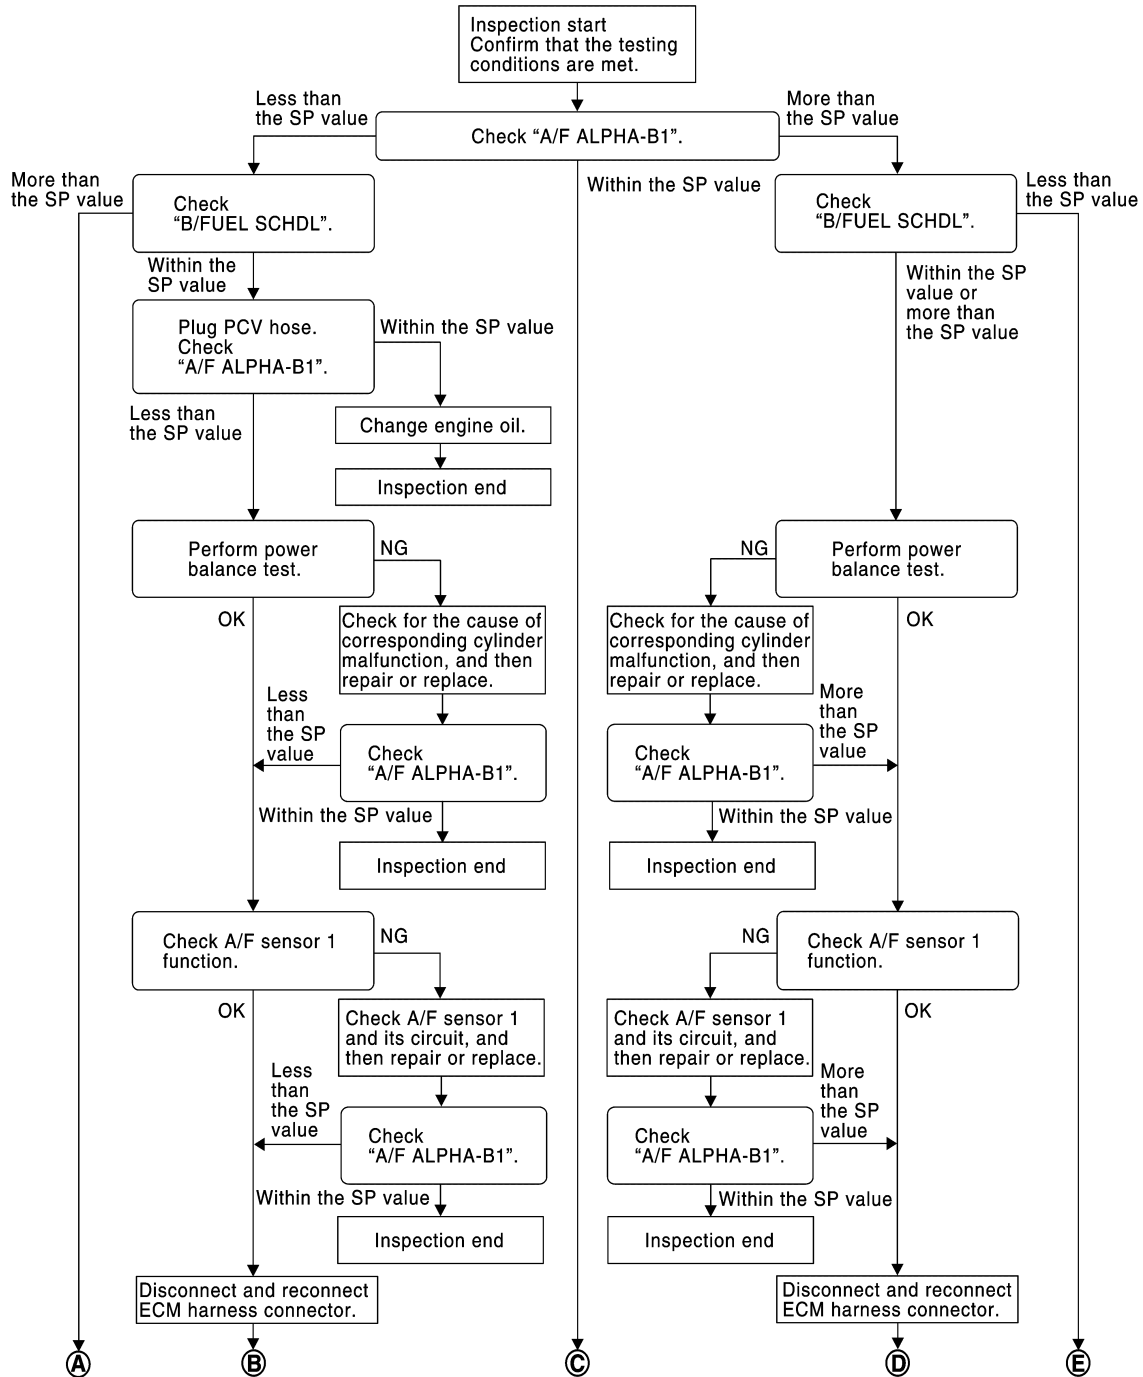 Inspection start
Confirm that the testing
conditions are met.
Less than
the SP value
More than
the SP value
Check “A/F ALPHA-B1”.
More than
the SP value
Check
“B/FUEL SCHDL”.
Within the SP value
Check
“B/FUEL SCHDL”.
Less than
the SP value
Within the
SP value
Within the SP
value or
more than
the SP value
Plug PCV hose.
Check
“A/F ALPHA-B1”.
Within the SP value
Less than
the SP value
Change engine oil.
Inspection end
Perform power
balance test.
NG
NG
Perform power
balance test.
OK
OK
Check for the cause of
corresponding cylinder
malfunction, and then
repair or replace.
Check for the cause of
corresponding cylinder
malfunction, and then
repair or replace.
Less
than
the SP
value
More
than
the SP
value
Check
“A/F ALPHA-B1”.
Check
“A/F ALPHA-B1”.
Within the SP value
Within the SP value
Inspection end
Inspection end
Check A/F sensor 1
function.
NG
NG
Check A/F sensor 1
function.
OK
OK
Check A/F sensor 1
and its circuit, and
then repair or replace.
Check A/F sensor 1
and its circuit, and
then repair or replace.
Less
than
the SP
value
More
than
the SP
value
Check
“A/F ALPHA-B1”.
Check
“A/F ALPHA-B1”.
Within the SP value
Within the SP value
Inspection end
Inspection end
Disconnect and reconnect
ECM harness connector.
Disconnect and reconnect
ECM harness connector.
A
B
C
D
E